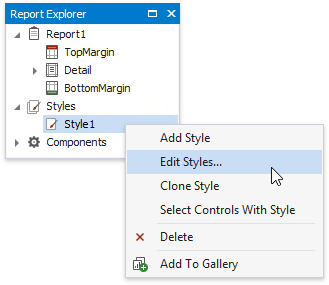 Report Explorer
Report1
TopMargin
Detail
BottomMargin
Styles
Style1
Components
Add Style
Edit Styles...
Clone Style
Select Controls With Style
Delete
Add To Gallery